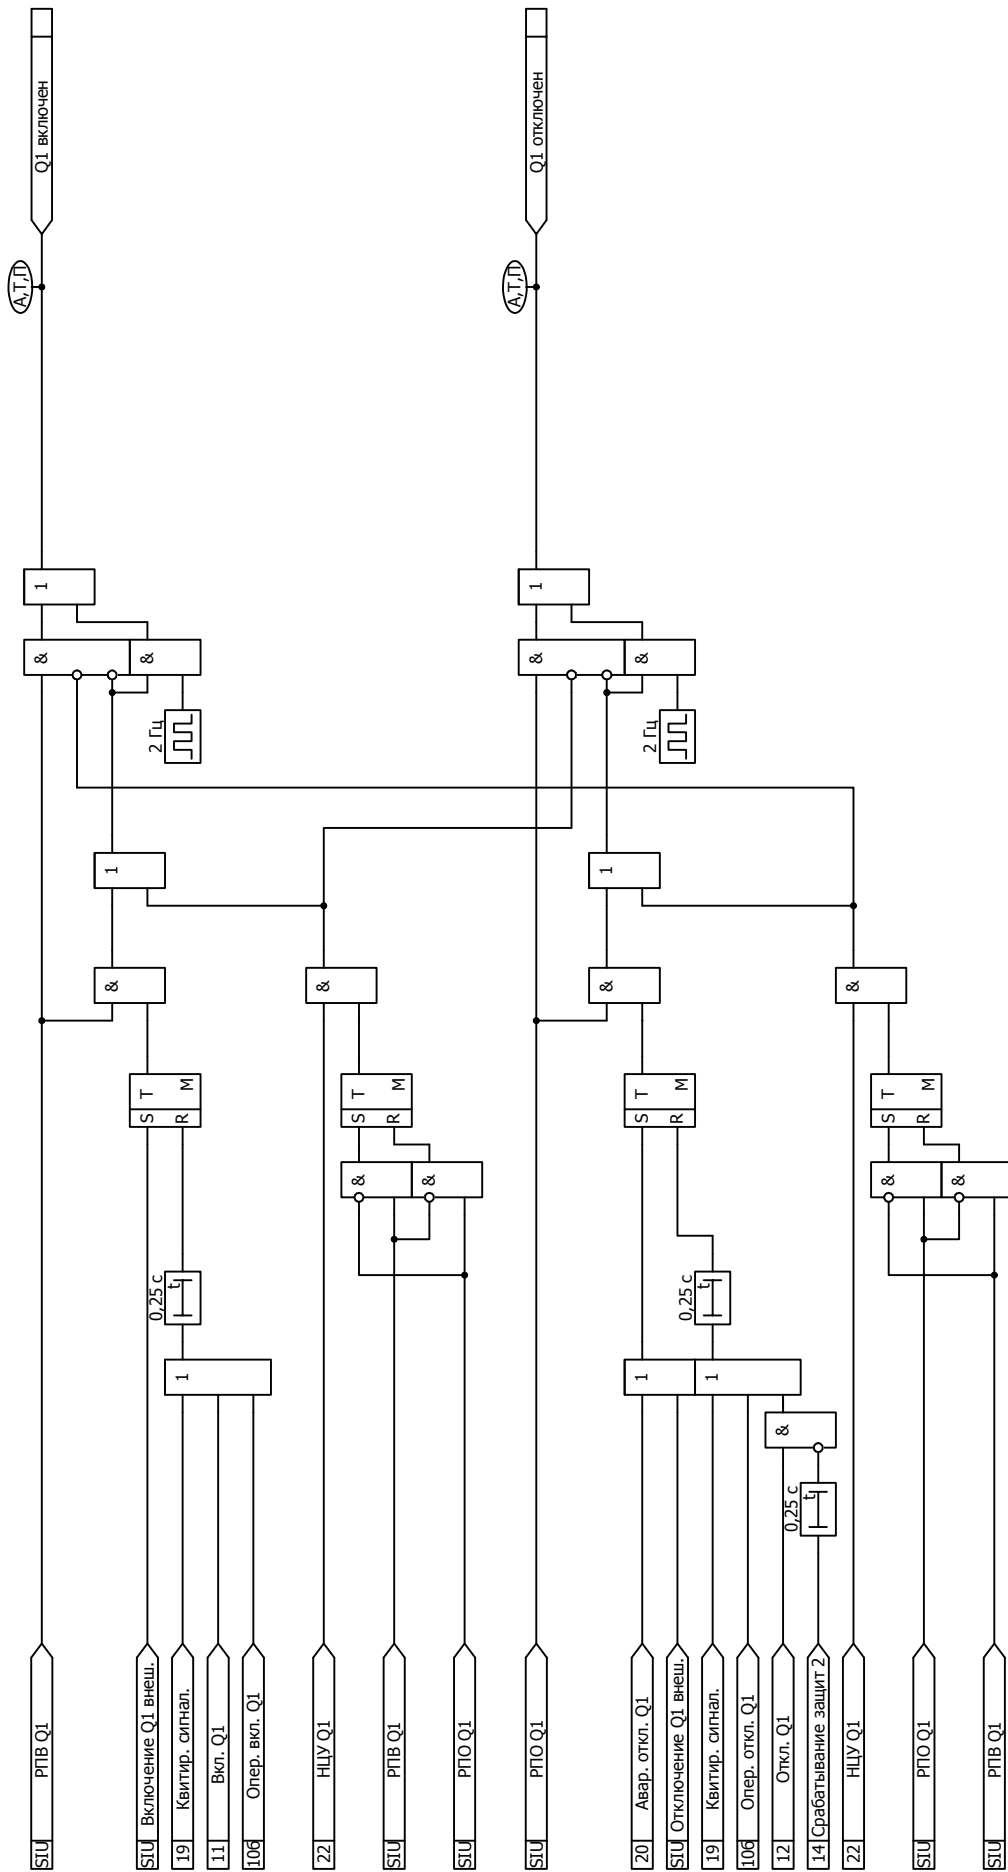 SIU РПВ Q1
SIU Включение Q1 внеш.
19 Квитир. сигнал.
11 Вкл. Q1
106 Опер. вкл. Q1
22 НЦУ Q1
SIU РПВ Q1
SIU РПО Q1
SIU РПО Q1
20 Авар. откл. Q1
SIU Отключение Q1 внеш.
19 Квитир. сигнал.
106 Опер. откл. Q1
12 Откл. Q1
14 Срабатывание защит 2
22 НЦУ Q1
SIU РПО Q1
SIU РПВ Q1
1
0,25 с
t
S T
R M
&
1
&
&
2 Гц
1
А,Т,П
Q1 включен
&
&
S T
R M
&
1
1
&
0,25 с
t
0,25 с
t
S T
R M
&
1
&
&
2 Гц
1
А,Т,П
Q1 отключен
&
&
S T
R M
&